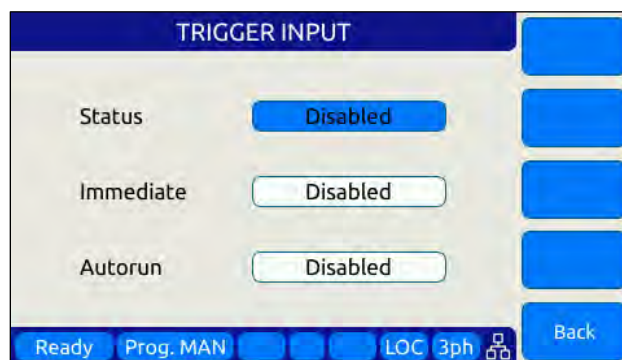 TRIGGER INPUT
Status Disabled
Immediate Disabled
Autorun Disabled
Back
Ready Prog. MAN LOC 3ph